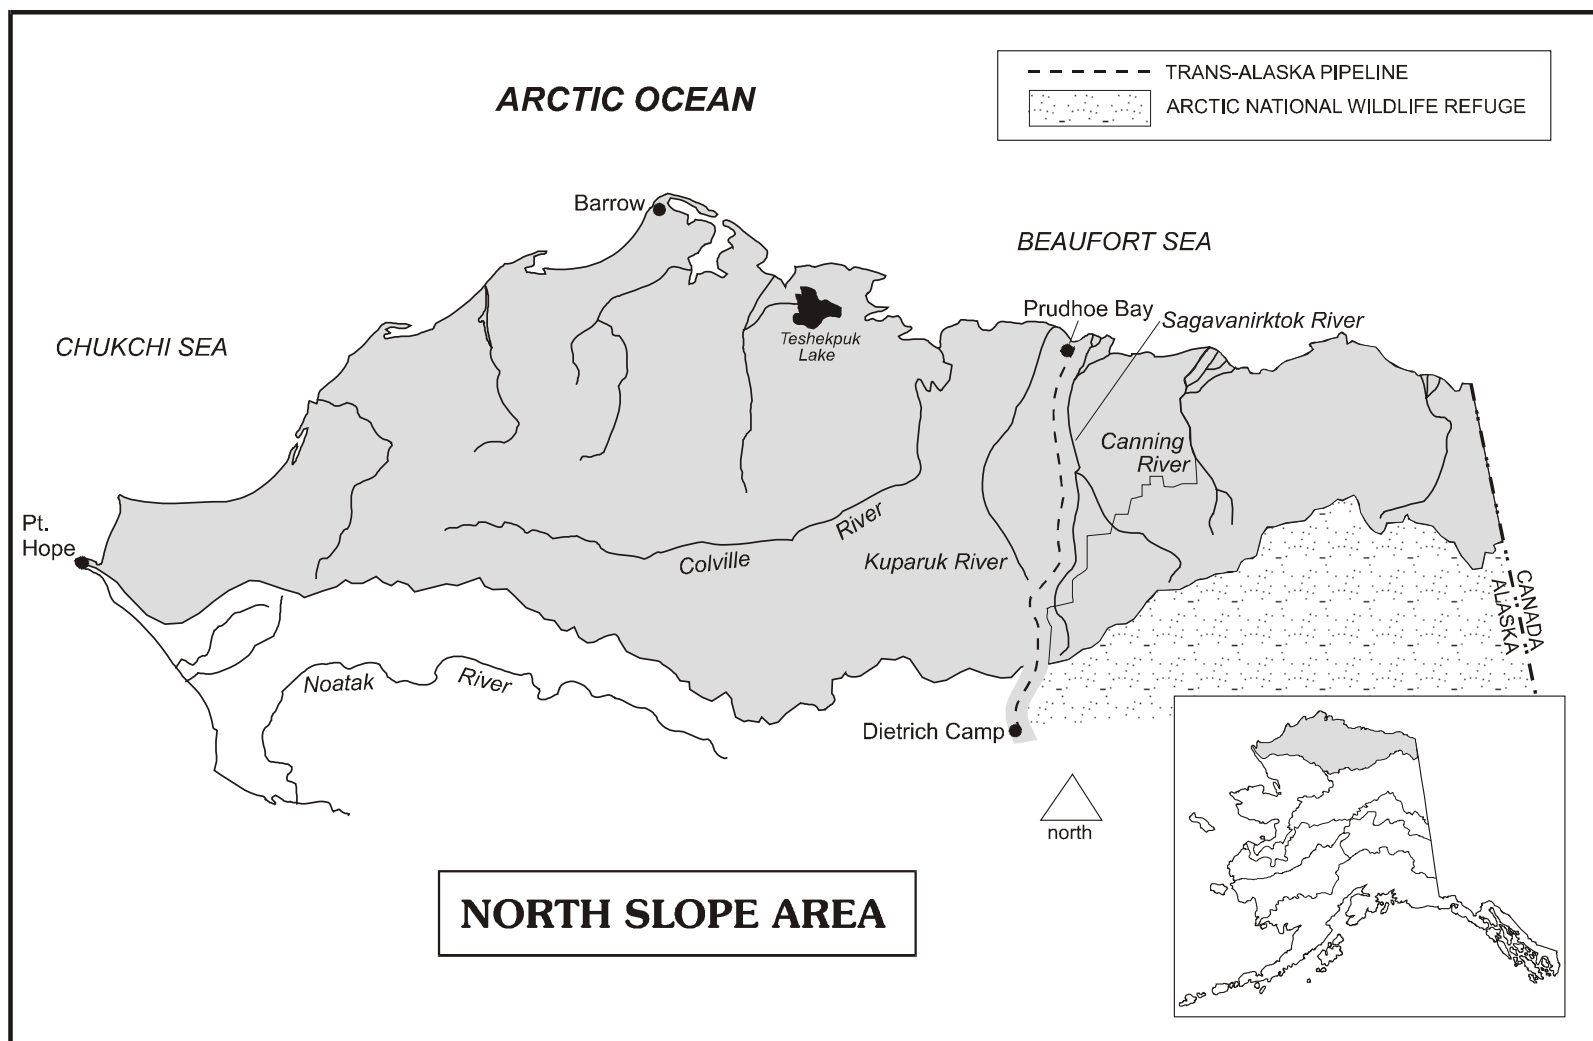 TRANS-ALASKA PIPELINE
ARCTIC NATIONAL WILDLIFE REFUGE
ARCTIC OCEAN
Barrow
BEAUFORT SEA
Prudhoe Bay
Sagavanirktok River
CHUKCHI SEA
Teshekpuk
Lake
Canning
River
Pt.
Hope
River
Colville
Kuparuk River
CANADA
ALASKA
Noatak
River
Dietrich Camp
north
NORTH SLOPE AREA